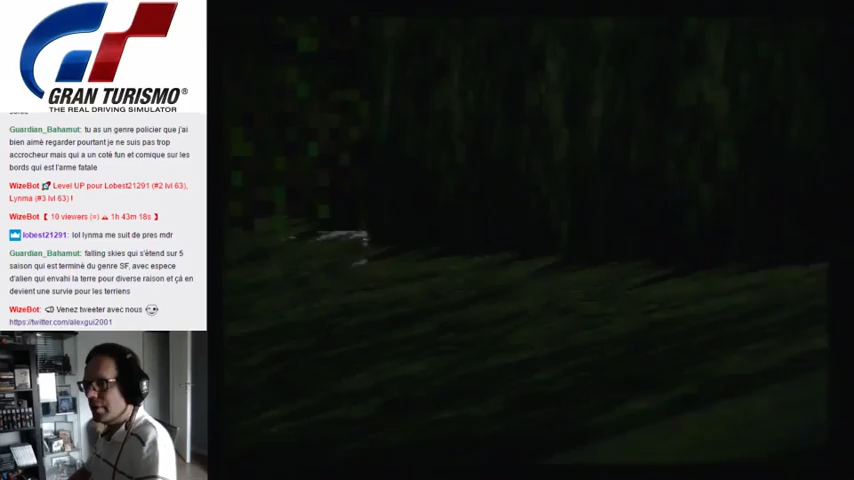 GRAN TURISMO®
THE REAL DRIVING SIMULATOR
Guardian_Bahamut: tu as un genre policier que j'ai
bien aimé regarder pourtant je ne suis pas trop
accrocheur mais qui a un coté fun et comique sur les
bords qui est l'arme fatale
WizeBot Level UP pour Lobest21291 (#2 lvl 63),
Lynma (#3 lvl 63) !
WizeBot 【 10 viewers (=) 1h 43m 18s 】
lobest21291: lol lynma me suit de pres mdr
Guardian_Bahamut: falling skies qui s'étend sur 5
saison qui est terminé du genre SF, avec espece
d'alien qui envahi la terre pour diverse raison et çá en
devient une survie pour les terriens
WizeBot: Venez tweeter avec nous
https://twitter.com/alexgui2001